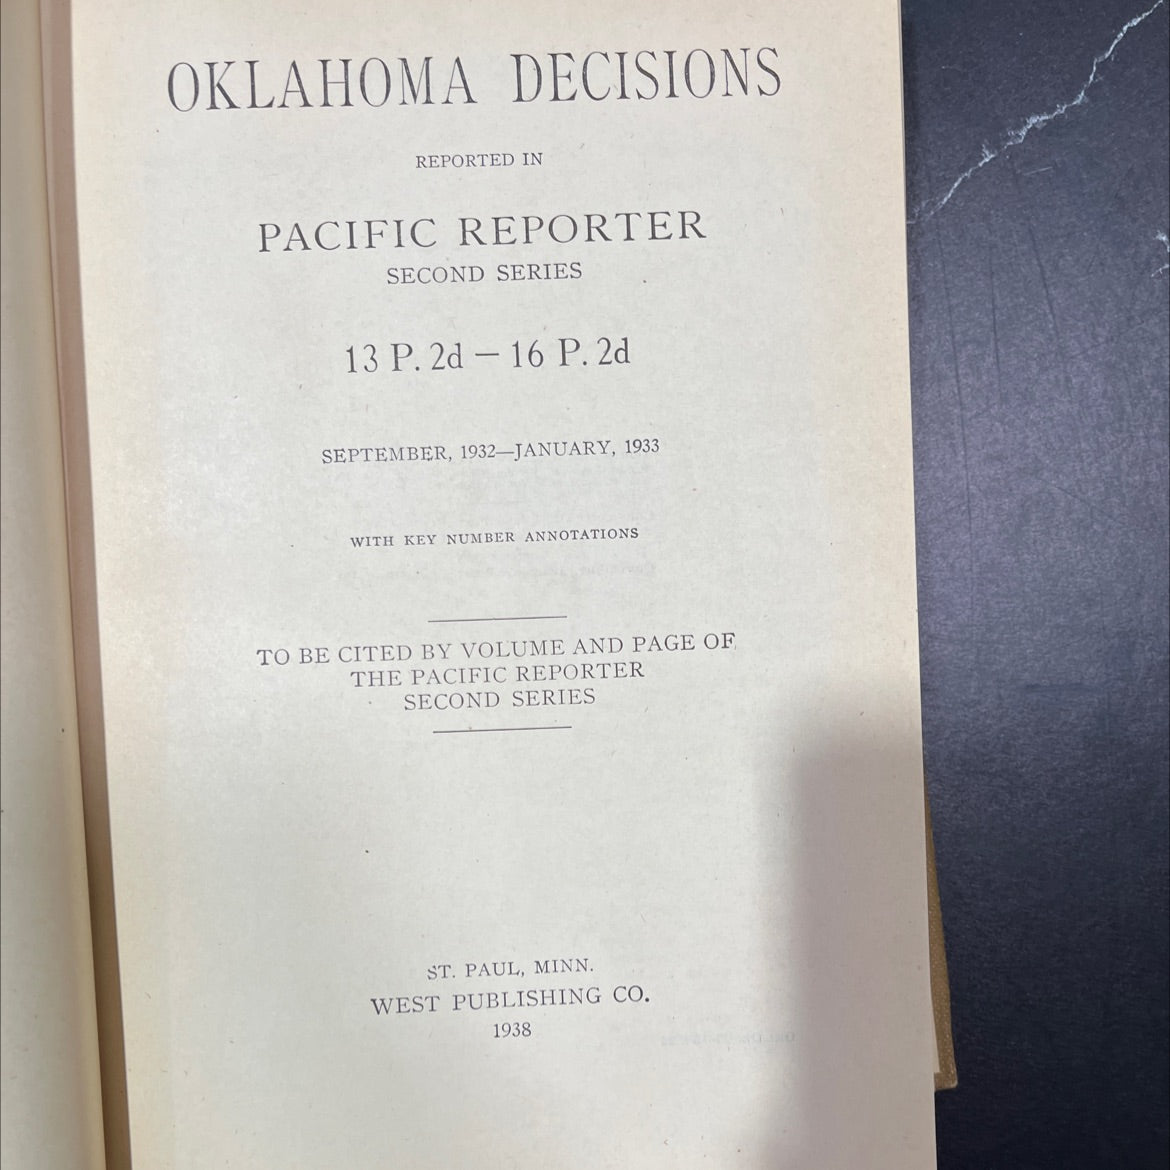 OKLAHOMA DECISIONS
REPORTED IN
PACIFIC REPORTER
SECOND SERIES
13 P. 2d — 16 P. 2d
SEPTEMBER, 1932—JANUARY, 1933
WITH KEY NUMBER ANNOTATIONS
TO BE CITED BY VOLUME AND PAGE OF
THE PACIFIC REPORTER
SECOND SERIES
ST. PAUL, MINN.
WEST PUBLISHING CO.
1938